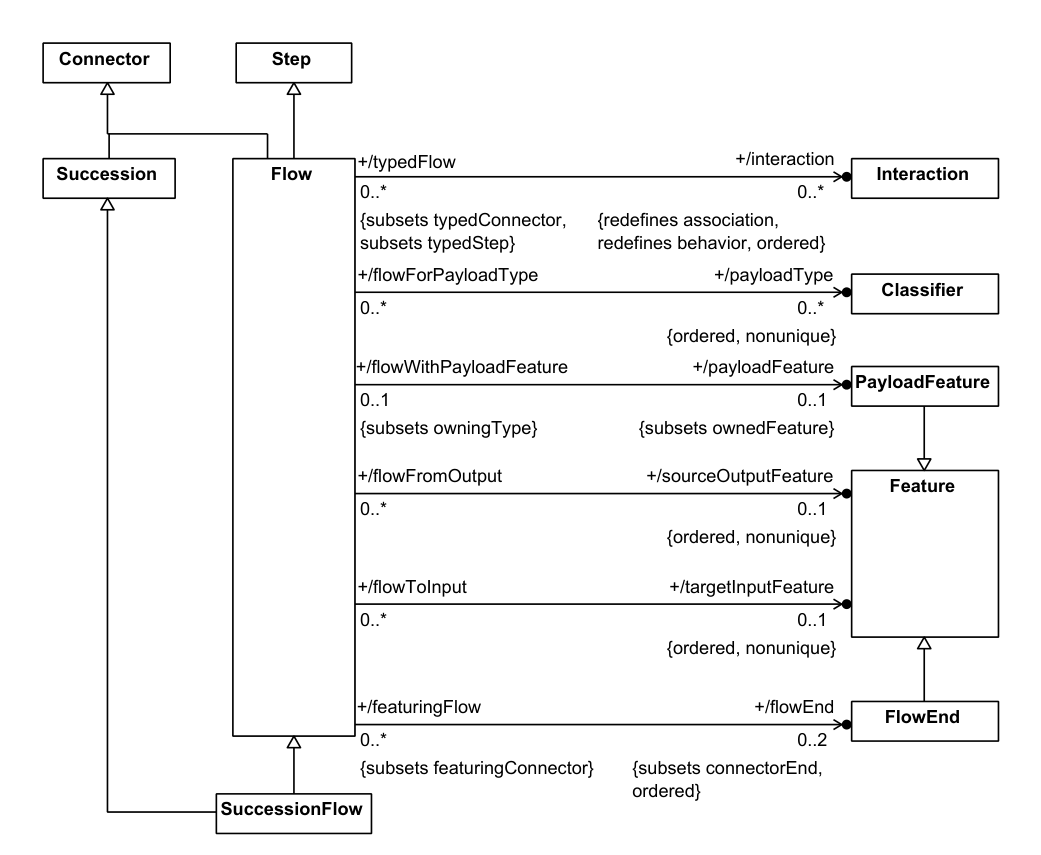 Connector
Step
Succession
Flow
+/typedFlow
+/interaction
Interaction
0..*
0..*
{subsets typedConnector,
subsets typedStep}
{redefines association,
redefines behavior, ordered}
+/flowForPayloadType
+/payloadType
Classifier
0..*
0..*
{ordered, nonunique}
+/flowWithPayloadFeature
+/payloadFeature
PayloadFeature
0..1
0..1
{subsets owningType}
{subsets ownedFeature}
+/flowFromOutput
+/sourceOutputFeature
Feature
0..*
0..1
{ordered, nonunique}
+/flowToInput
+/targetInputFeature
0..*
0..1
{ordered, nonunique}
+/featuringFlow
+/flowEnd
FlowEnd
0..*
0..2
{subsets featuringConnector}
{subsets connectorEnd,
ordered}
SuccessionFlow